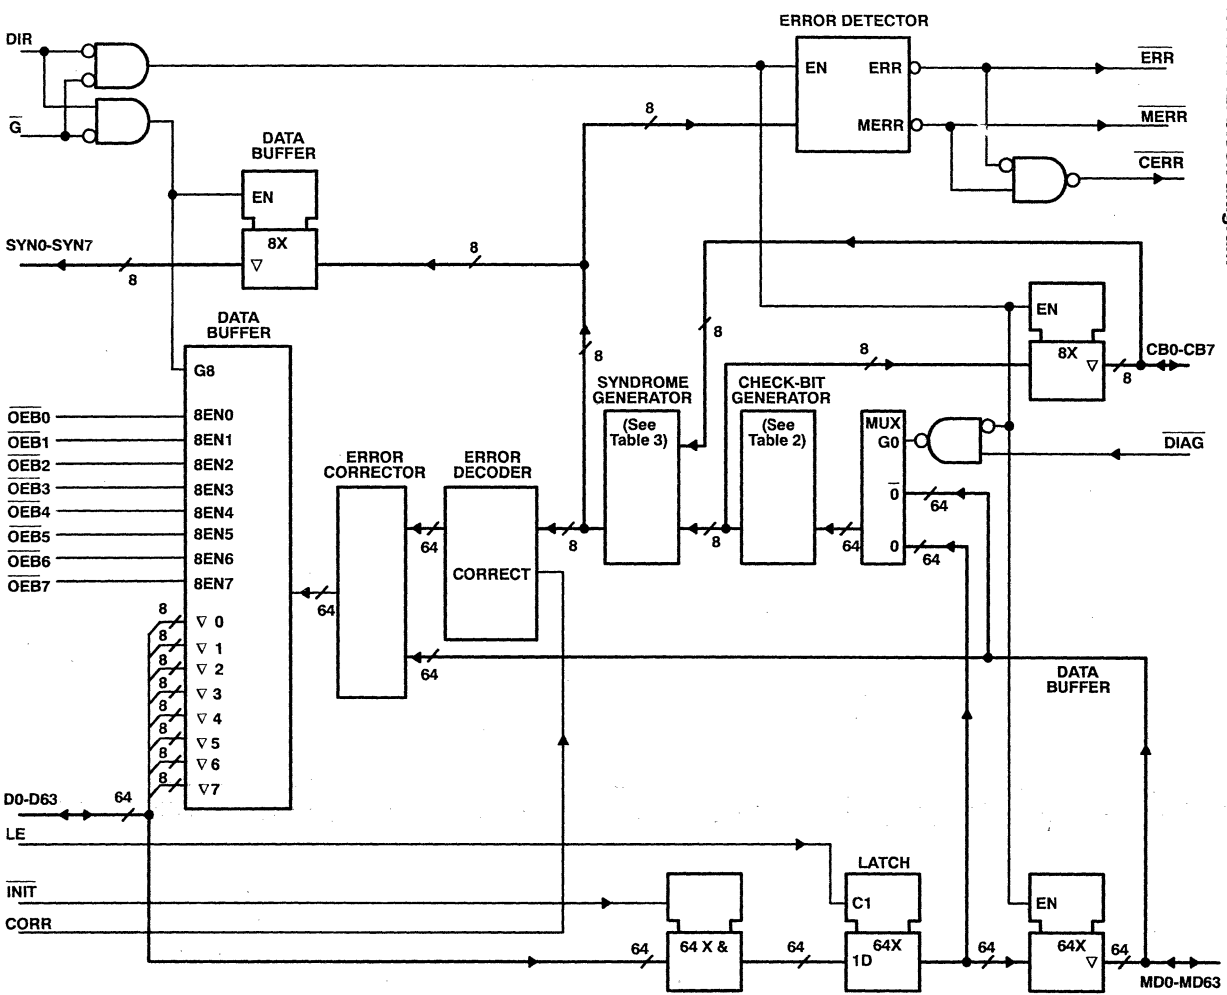 ERROR DETECTOR
DIR
EN
ERR
ERR
G
MERR
MERR
CERR
8
DATA
BUFFER
EN
8X
▽
SYN0-SYN7
8
8
8
8
EN
8X
▽
8
8
CB0-CB7
DATA
BUFFER
G8
OEB0
8EN0
OEB1
8EN1
OEB2
8EN2
OEB3
8EN3
OEB4
8EN4
OEB5
8EN5
OEB6
8EN6
OEB7
8EN7
8
▽ 0
8
▽ 1
8
▽ 2
8
▽ 3
8
▽ 4
8
▽ 5
8
▽ 6
8
▽ 7
ERROR
CORRECTOR
ERROR
DECODER
CORRECT
64
64
64
8
SYNDROME
GENERATOR
(See
Table 3)
8
CHECK-BIT
GENERATOR
(See
Table 2)
64
MUX
G0
0
0
64
64
DIAG
DATA
BUFFER
D0-D63
64
LE
INIT
CORR
64
64 X &
64
LATCH
C1
64X
1D
64
EN
64X
▽
64
MD0-MD63